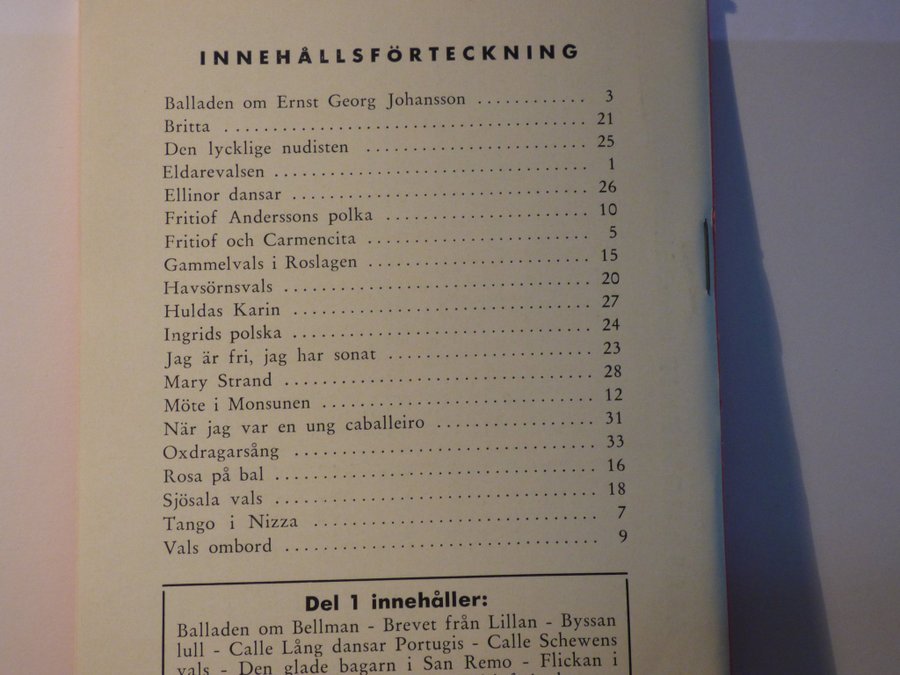 INNEHÅLLSFÖRTECKNING
Balladen om Ernst Georg Johansson ............ 3
Britta ...................................... 21
Den lycklige nudisten ....................... 25
Eldarevalsen ................................ 1
Ellinor dansar .............................. 26
Fritiof Anderssons polka .................... 10
Fritiof och Carmencita ...................... 5
Gammelvals i Roslagen ....................... 15
Havsörnsvals ................................ 20
Huldas Karin ................................ 27
Ingrids polska .............................. 24
Jag är fri, jag har sonat ................... 23
Mary Strand ................................. 28
Möte i Monsunen ............................. 12
När jag var en ung caballeiro ............... 31
Oxdragarsång ................................ 33
Rosa på bal ................................. 16
Sjösala vals ................................ 18
Tango i Nizza ............................... 7
Vals ombord ................................. 9
Del 1 innehåller:
Balladen om Bellman - Brevet från Lillan - Byssan
lull - Calle Lång dansar Portugis - Calle Schewens
vals - Den glade bagarn i San Remo - Flickan i